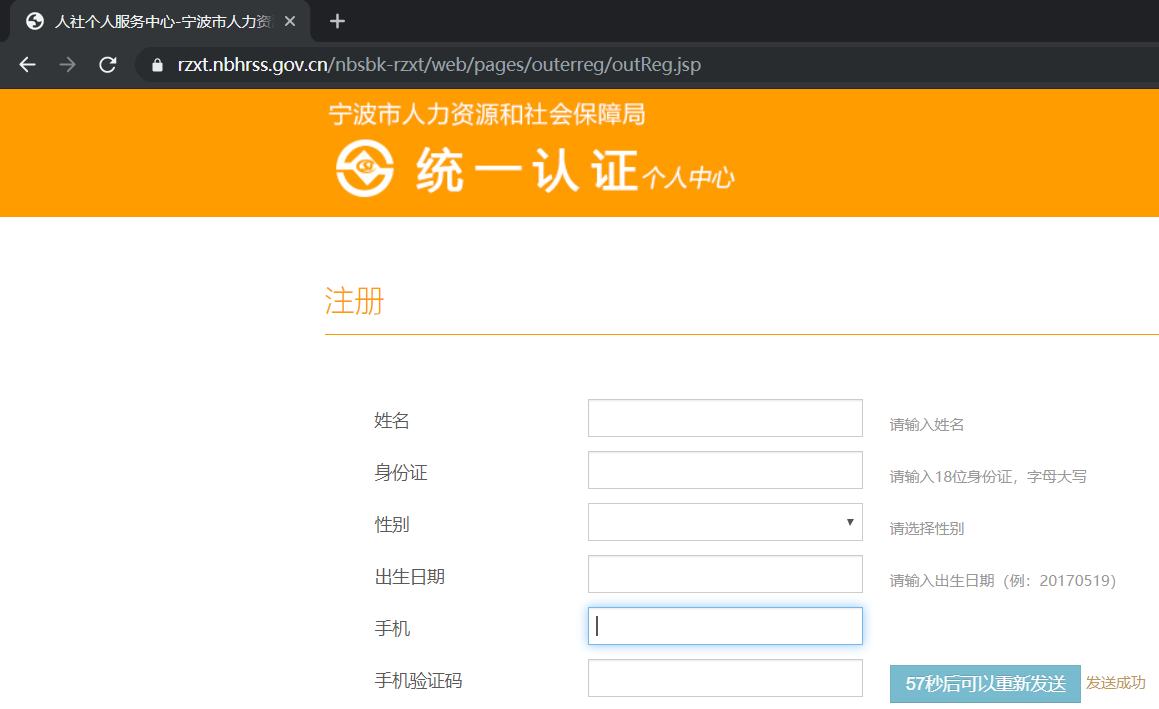 人社个人服务中心-宁波市人力资
rzxt.nbhrss.gov.cn/nbsbk-rzxt/web/pages/outerreg/outReg.jsp
宁波市人力资源和社会保障局
统一认证个人中心
注册
姓名 请输入姓名
身份证 请输入18位身份证，字母大写
性别 请选择性别
出生日期 请输入出生日期（例：20170519）
手机
手机验证码 57秒后可以重新发送 发送成功